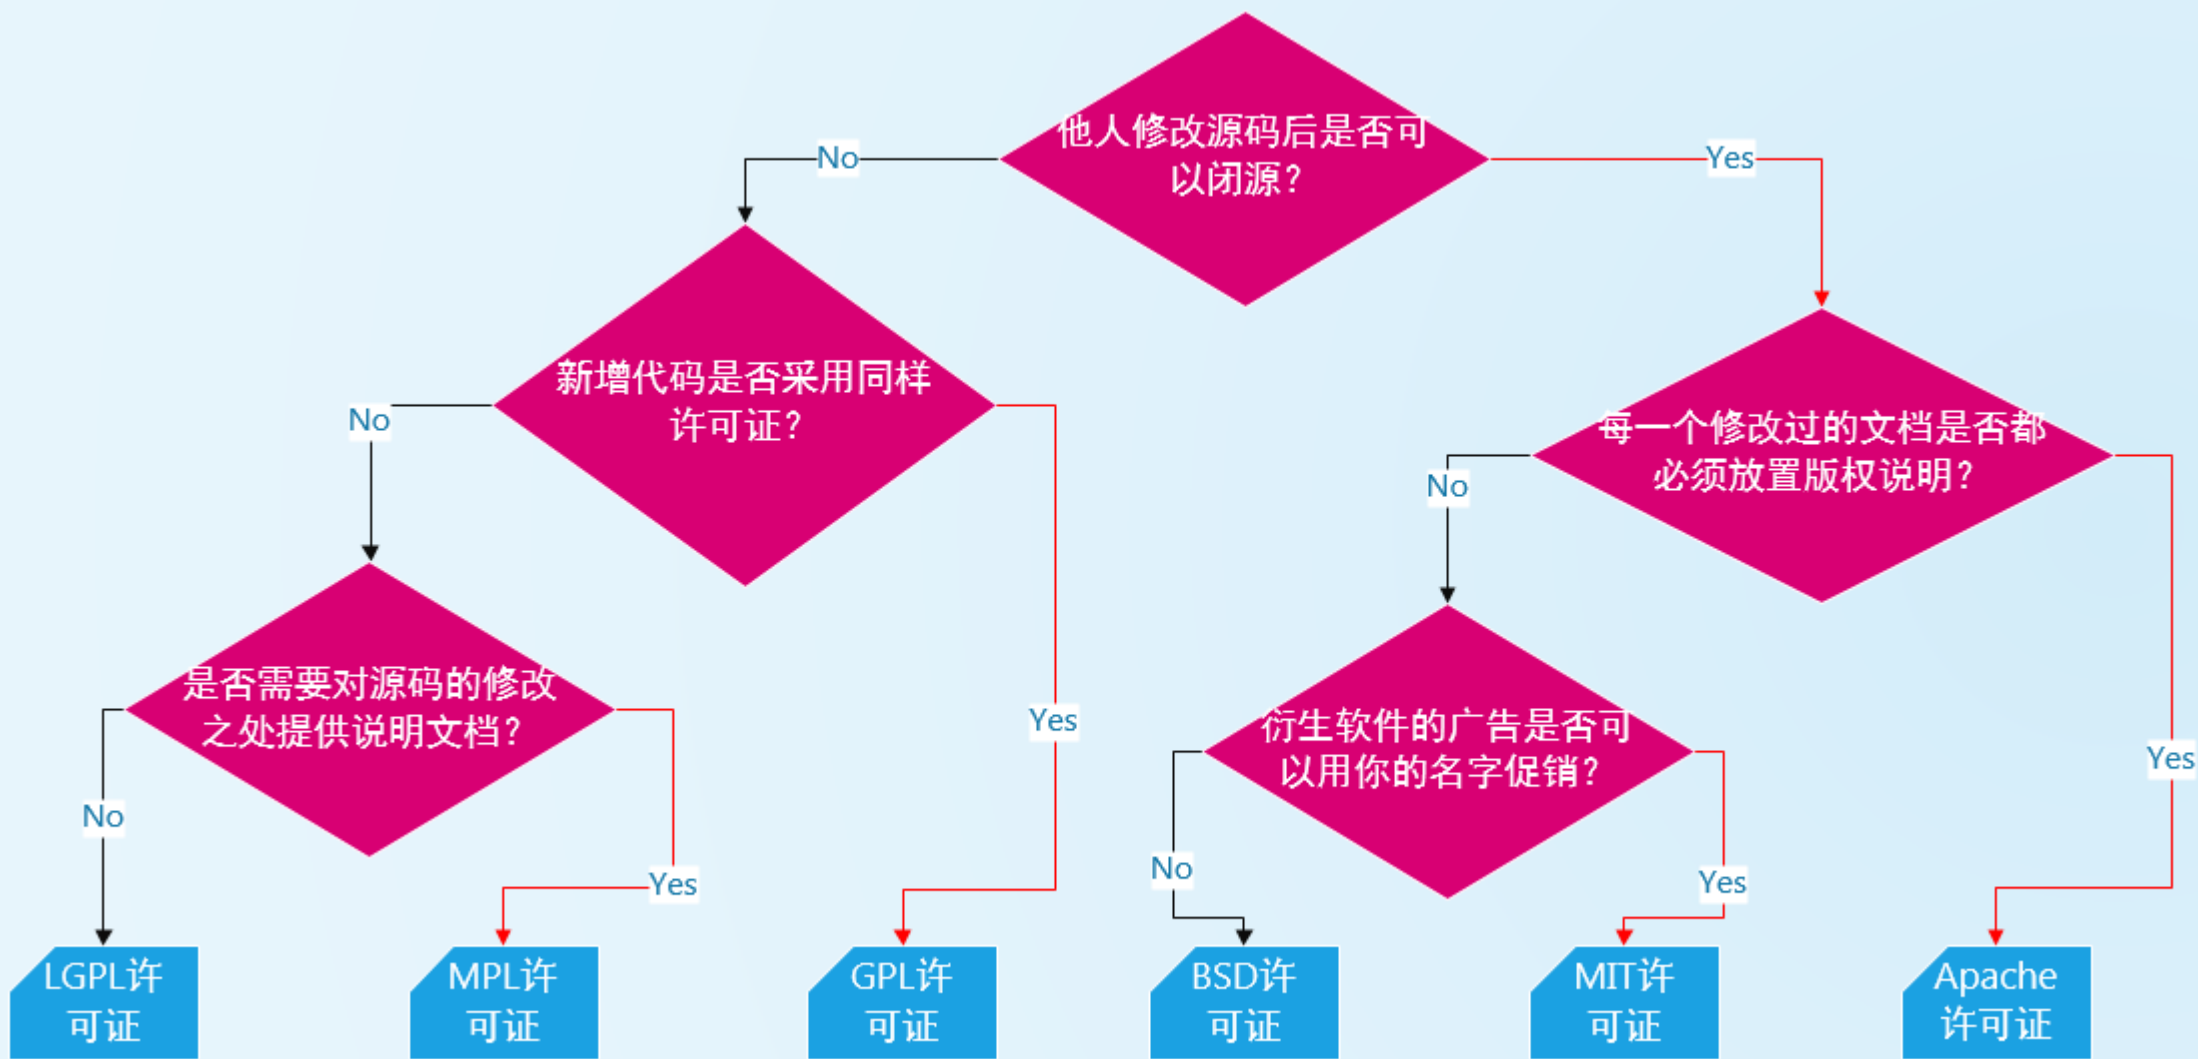 他人修改源码后是否可
以闭源?
No
Yes
新增代码是否采用同样
许可证?
No
每一个修改过的文档是否都
必须放置版权说明?
No
是否需要对源码的修改
之处提供说明文档?
Yes
衍生软件的广告是否可
以用你的名字促销?
Yes
No
No
Yes
Yes
LGPL许
可证
MPL许
可证
GPL许
可证
BSD许
可证
MIT许
可证
Apache
许可证